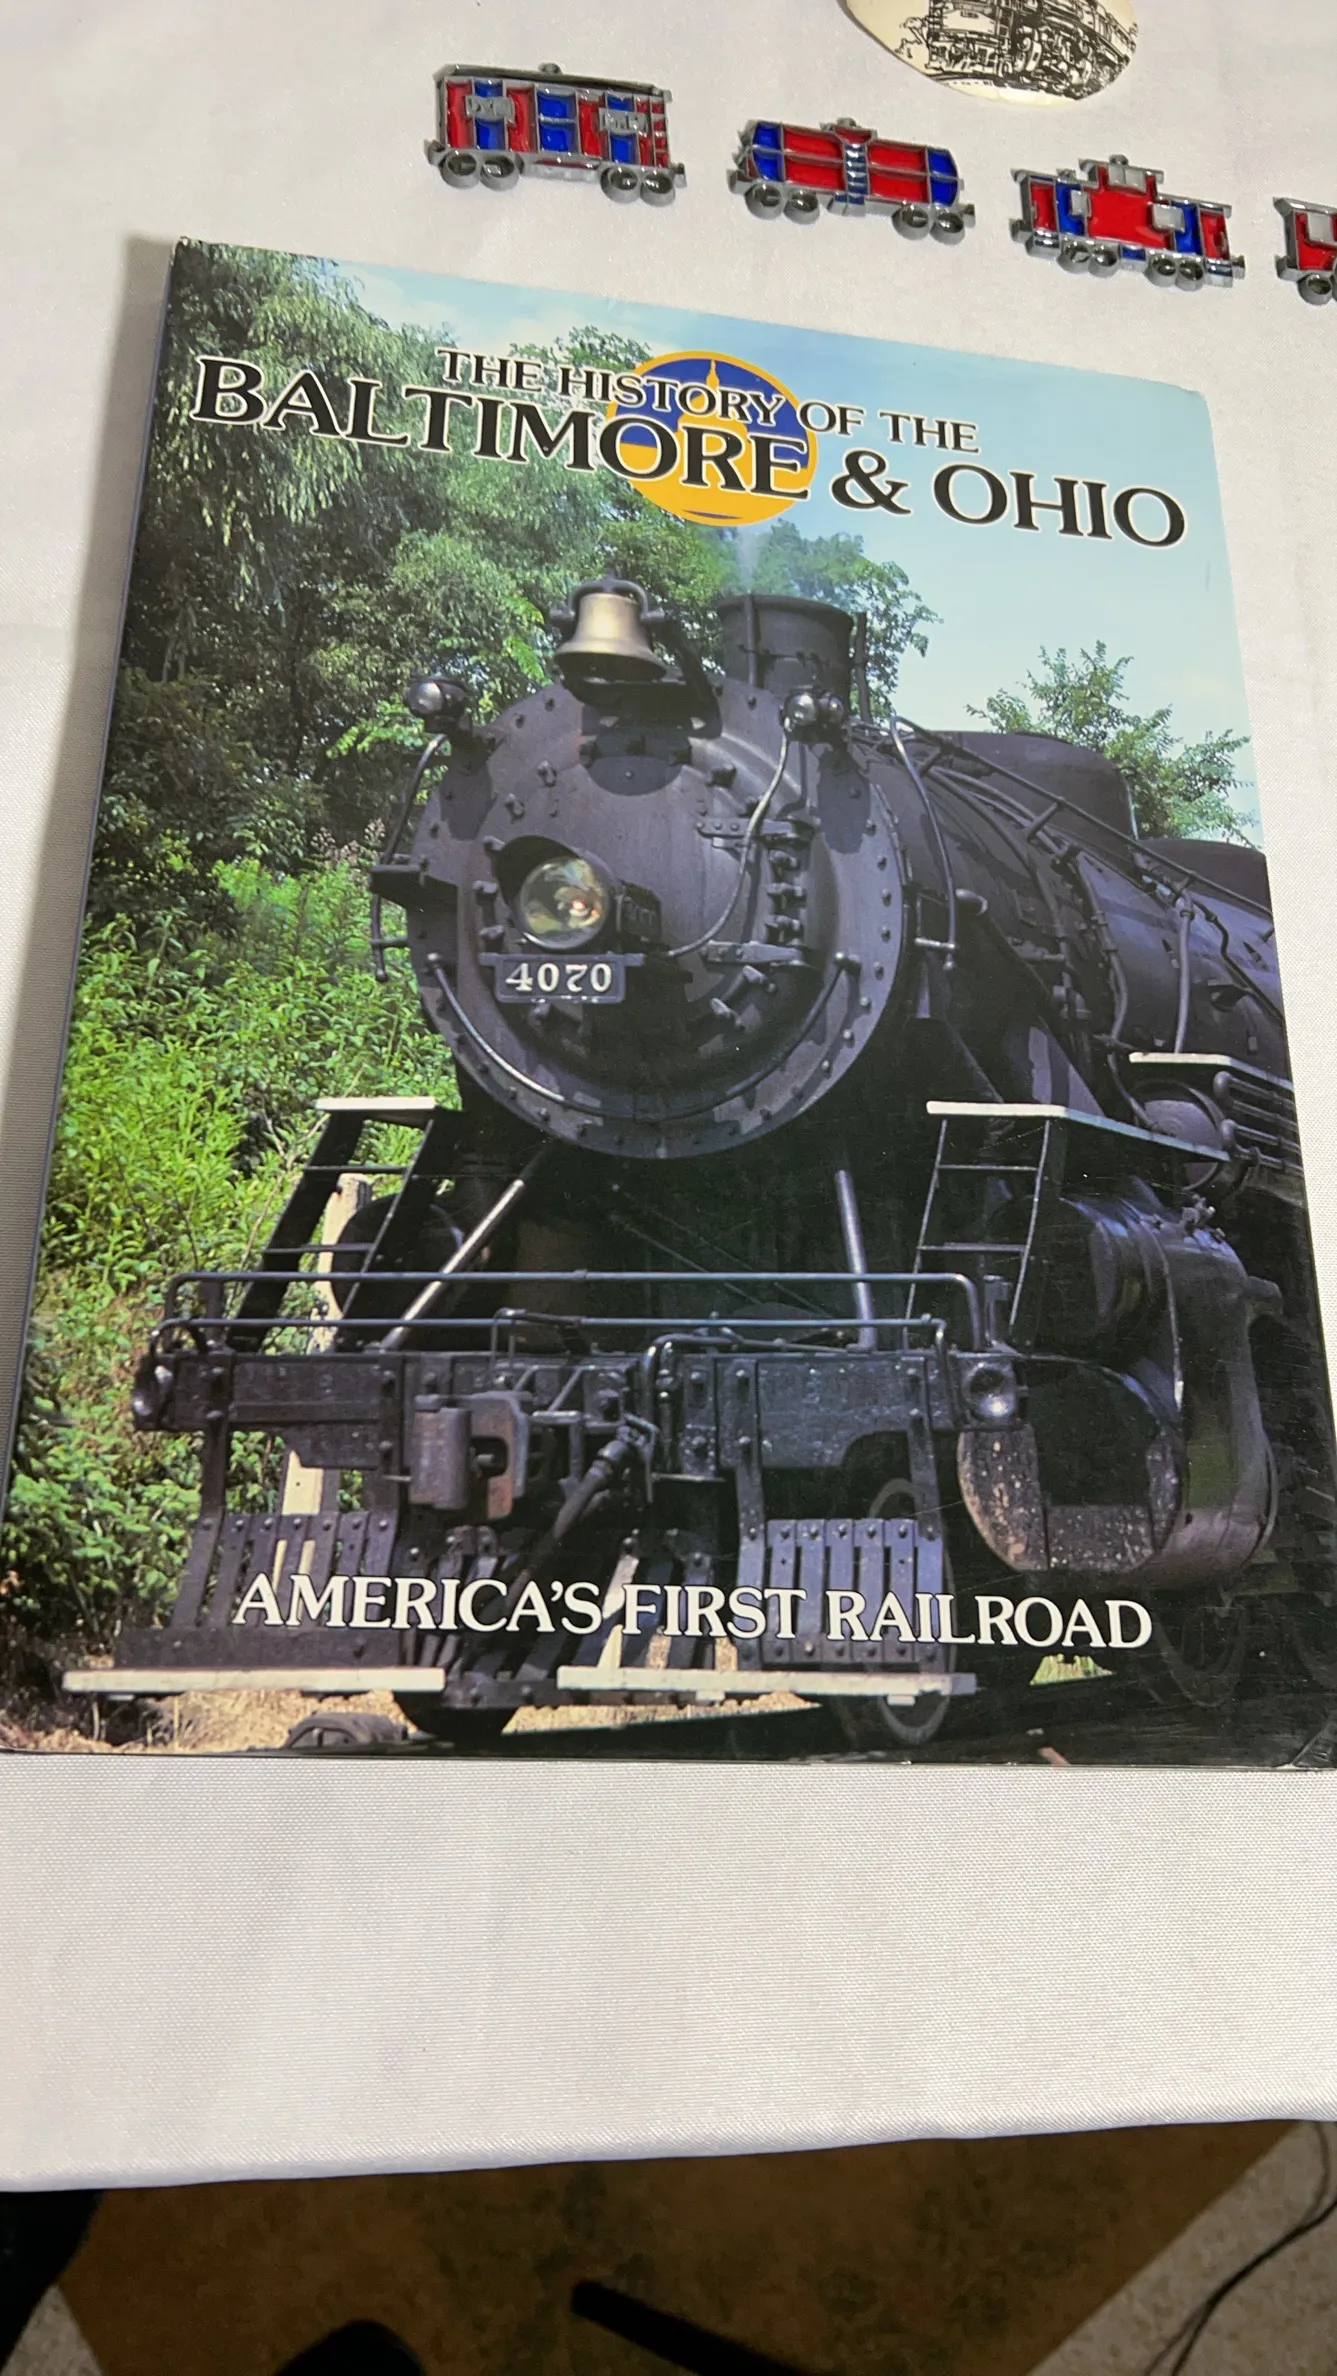 THE HISTORY OF THE
BALTIMORE & OHIO
4070
AMERICA'S FIRST RAILROAD